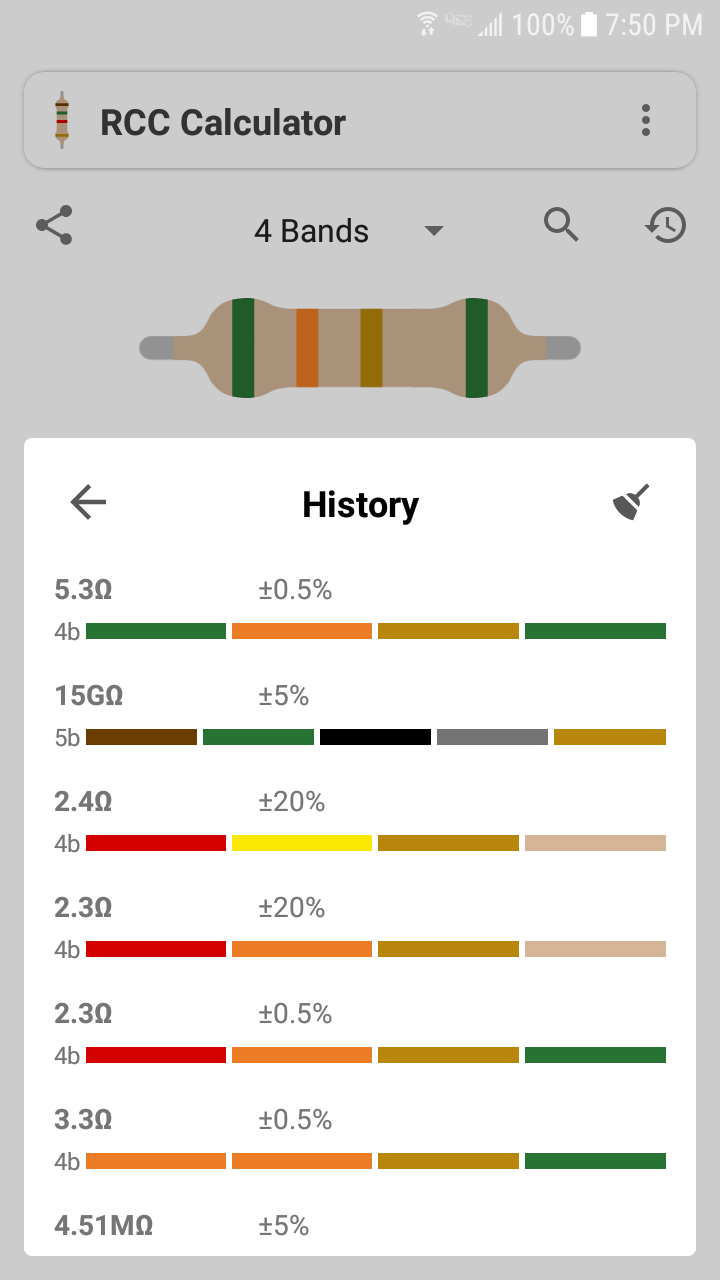 100% 7:50 PM
RCC Calculator
4 Bands
History
5.3Ω ±0.5%
4b
15GΩ ±5%
5b
2.4Ω ±20%
4b
2.3Ω ±20%
4b
2.3Ω ±0.5%
4b
3.3Ω ±0.5%
4b
4.51MΩ ±5%